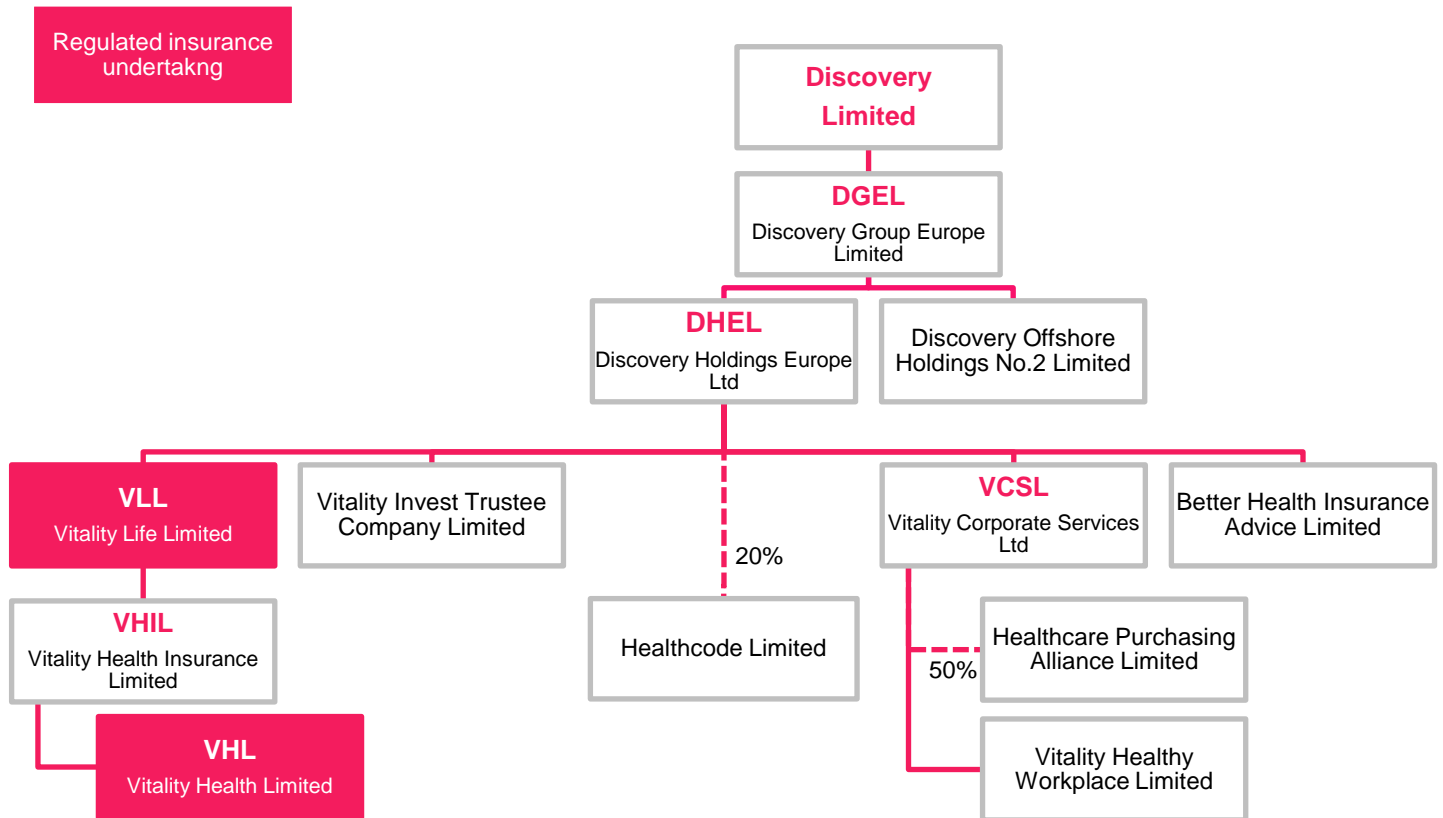 Regulated insurance
undertakng
Discovery
Limited
DGEL
Discovery Group Europe
Limited
DHEL
Discovery Holdings Europe
Ltd
Discovery Offshore
Holdings No.2 Limited
VLL
Vitality Life Limited
Vitality Invest Trustee
Company Limited
20%
VCSL
Vitality Corporate Services
Ltd
Better Health Insurance
Advice Limited
VHIL
Vitality Health Insurance
Limited
Healthcode Limited
50%
Healthcare Purchasing
Alliance Limited
VHL
Vitality Health Limited
Vitality Healthy
Workplace Limited